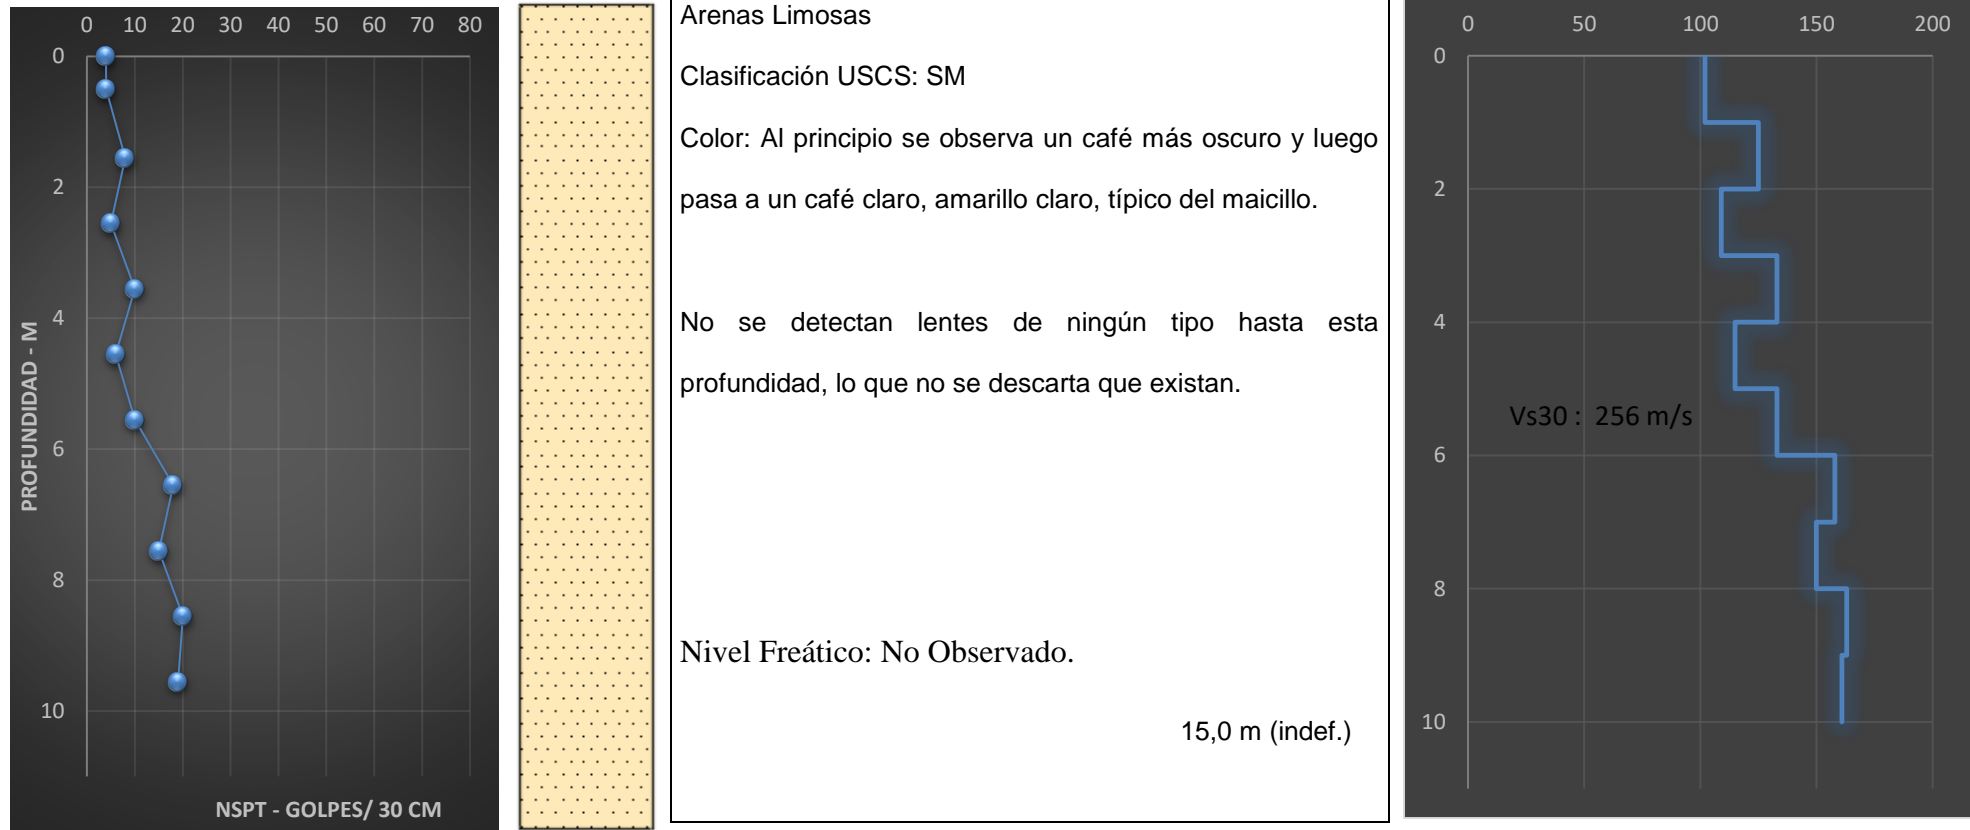 0 10 20 30 40 50 60 70 80
0
2
4
6
8
10
PROFUNDIDAD - M
NSPT - GOLPES/ 30 CM
Arenas Limosas
Clasificación USCS: SM
Color: Al principio se observa un café más oscuro y luego
pasa a un café claro, amarillo claro, típico del maicillo.
No se detectan lentes de ningún tipo hasta esta
profundidad, lo que no se descarta que existan.
Nivel Freático: No Observado.
15,0 m (indef.)
0 50 100 150 200
0
2
4
6
8
10
Vs30 : 256 m/s